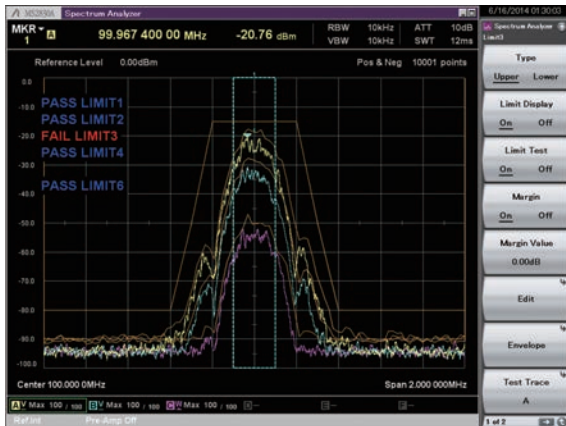 MS2830A Spectrum Analyzer
6/16/2014 01:30:03
MKR 1 A 99.967 400 00 MHz -20.76 dBm
RBW 10kHz ATT 10dB
VBW 10kHz SWT 12ms
Reference Level 0.00dBm Pos & Neg 10001 points
0.0
-10.0
-20.0
-30.0
-40.0
-50.0
-60.0
-70.0
-80.0
-90.0
-100.0
PASS LIMIT1
PASS LIMIT2
FAIL LIMIT3
PASS LIMIT4
PASS LIMIT6
Center 100.000 0MHz Span 2.000 000MHz
A V Max 100 / 100 B V Max 100 / 100 C W Max 100 / 100
Ref.Int Pre-Amp Off
Spectrum Analyzer
Limit3
Type
Upper Lower
Limit Display
On Off
Limit Test
On Off
Margin
On Off
Margin Value
0.00dB
Edit
Envelope
Test Trace
A
1 of 2